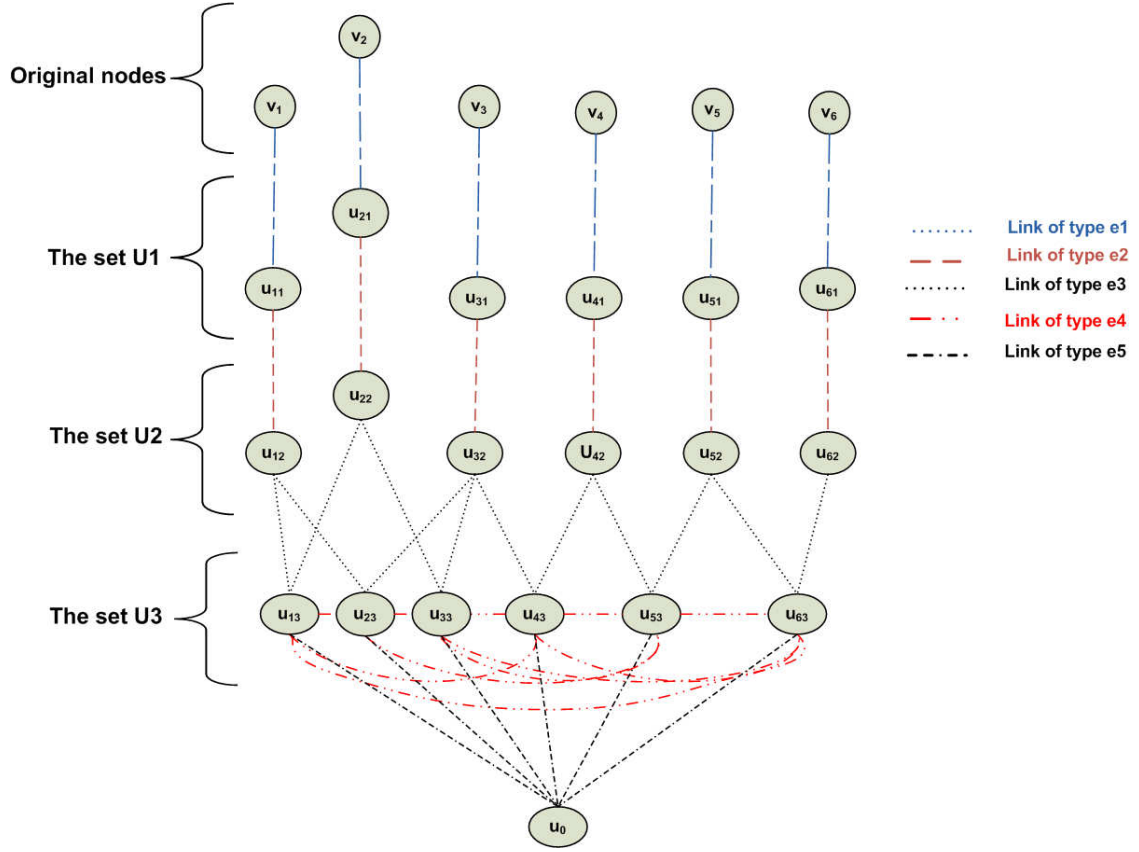 v2
Original nodes
v1
v3
v4
v5
v6
u21
The set U1
u11
u31
u41
u51
u61
Link of type e1
Link of type e2
Link of type e3
Link of type e4
Link of type e5
u22
The set U2
u12
u32
U42
u52
u62
The set U3
u13
u23
u33
u43
u53
u63
u0